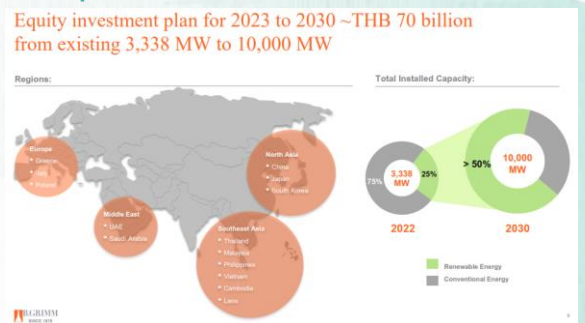 Equity investment plan for 2023 to 2030 ~THB 70 billion
from existing 3,338 MW to 10,000 MW
Regions:
Europe
Greece
Italy
Poland
Middle East
UAE
Saudi Arabia
North Asia
China
Japan
South Korea
Southeast Asia
Thailand
Malaysia
Philippines
Vietnam
Cambodia
Laos
Total Installed Capacity:
75%
3,338
MW
25%
> 50%
10,000
MW
2022
2030
Renewable Energy
Conventional Energy
B.GRIMM
SINCE 1878